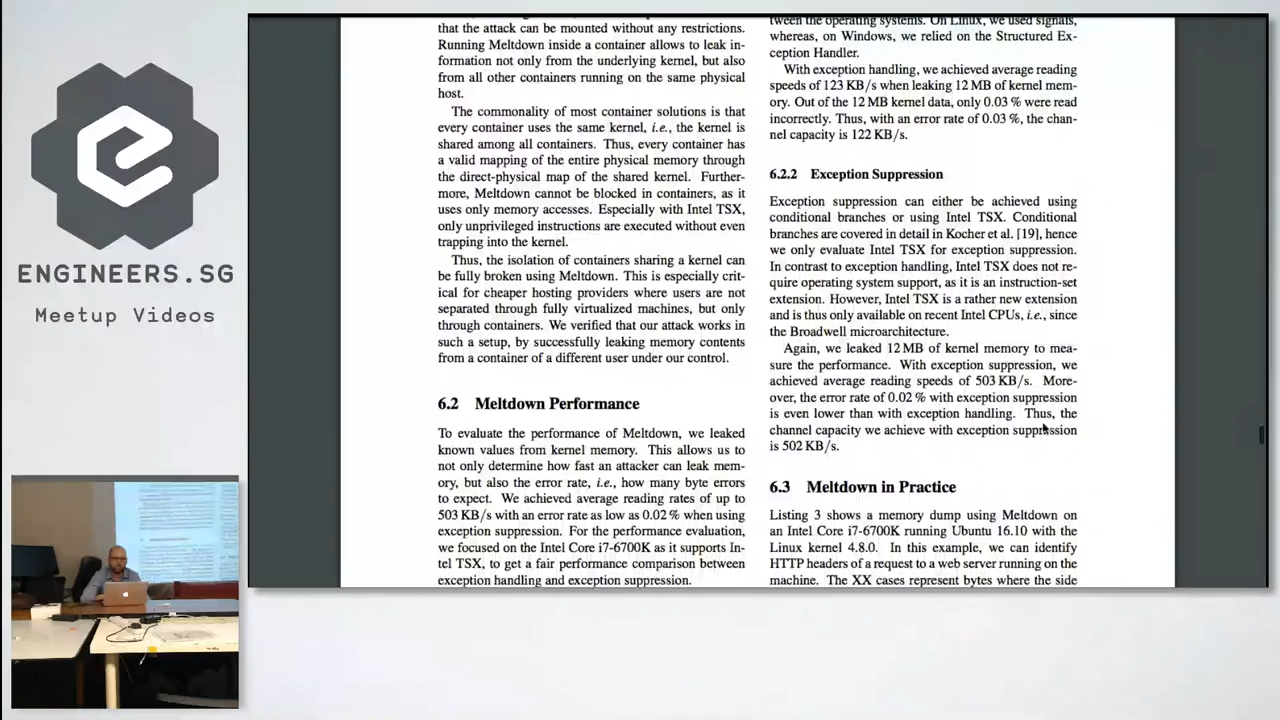 ENGINEERS.SG
Meetup Videos
that the attack can be mounted without any restrictions.
Running Meltdown inside a container allows to leak in-
formation not only from the underlying kernel, but also
from all other containers running on the same physical
host.
The commonality of most container solutions is that
every container uses the same kernel, i.e., the kernel is
shared among all containers. Thus, every container has
a valid mapping of the entire physical memory through
the direct-physical map of the shared kernel. Further-
more, Meltdown cannot be blocked in containers, as it
uses only memory accesses. Especially with Intel TSX,
only unprivileged instructions are executed without even
trapping into the kernel.
Thus, the isolation of containers sharing a kernel can
be fully broken using Meltdown. This is especially crit-
ical for cheaper hosting providers where users are not
separated through fully virtualized machines, but only
through containers. We verified that our attack works in
such a setup, by successfully leaking memory contents
from a container of a different user under our control.
6.2 Meltdown Performance
To evaluate the performance of Meltdown, we leaked
known values from kernel memory. This allows us to
not only determine how fast an attacker can leak mem-
ory, but also the error rate, i.e., how many byte errors
to expect. We achieved average reading rates of up to
503 KB/s with an error rate as low as 0.02 % when using
exception suppression. For the performance evaluation,
we focused on the Intel Core i7-6700K as it supports In-
tel TSX, to get a fair performance comparison between
exception handling and exception suppression.
tween the operating systems. On Linux, we used signals,
whereas, on Windows, we relied on the Structured Ex-
ception Handler.
With exception handling, we achieved average reading
speeds of 123 KB/s when leaking 12 MB of kernel mem-
ory. Out of the 12 MB kernel data, only 0.03 % were read
incorrectly. Thus, with an error rate of 0.03 %, the chan-
nel capacity is 122 KB/s.
6.2.2 Exception Suppression
Exception suppression can either be achieved using
conditional branches or using Intel TSX. Conditional
branches are covered in detail in Kocher et al. [19], hence
we only evaluate Intel TSX for exception suppression.
In contrast to exception handling, Intel TSX does not re-
quire operating system support, as it is an instruction-set
extension. However, Intel TSX is a rather new extension
and is thus only available on recent Intel CPUs, i.e., since
the Broadwell microarchitecture.
Again, we leaked 12 MB of kernel memory to mea-
sure the performance. With exception suppression, we
achieved average reading speeds of 503 KB/s. More-
over, the error rate of 0.02 % with exception suppression
is even lower than with exception handling. Thus, the
channel capacity we achieve with exception suppression
is 502 KB/s.
6.3 Meltdown in Practice
Listing 3 shows a memory dump using Meltdown on
an Intel Core i7-6700K running Ubuntu 16.10 with the
Linux kernel 4.8.0. In this example, we can identify
HTTP headers of a request to a web server running on the
machine. The XX cases represent bytes where the side